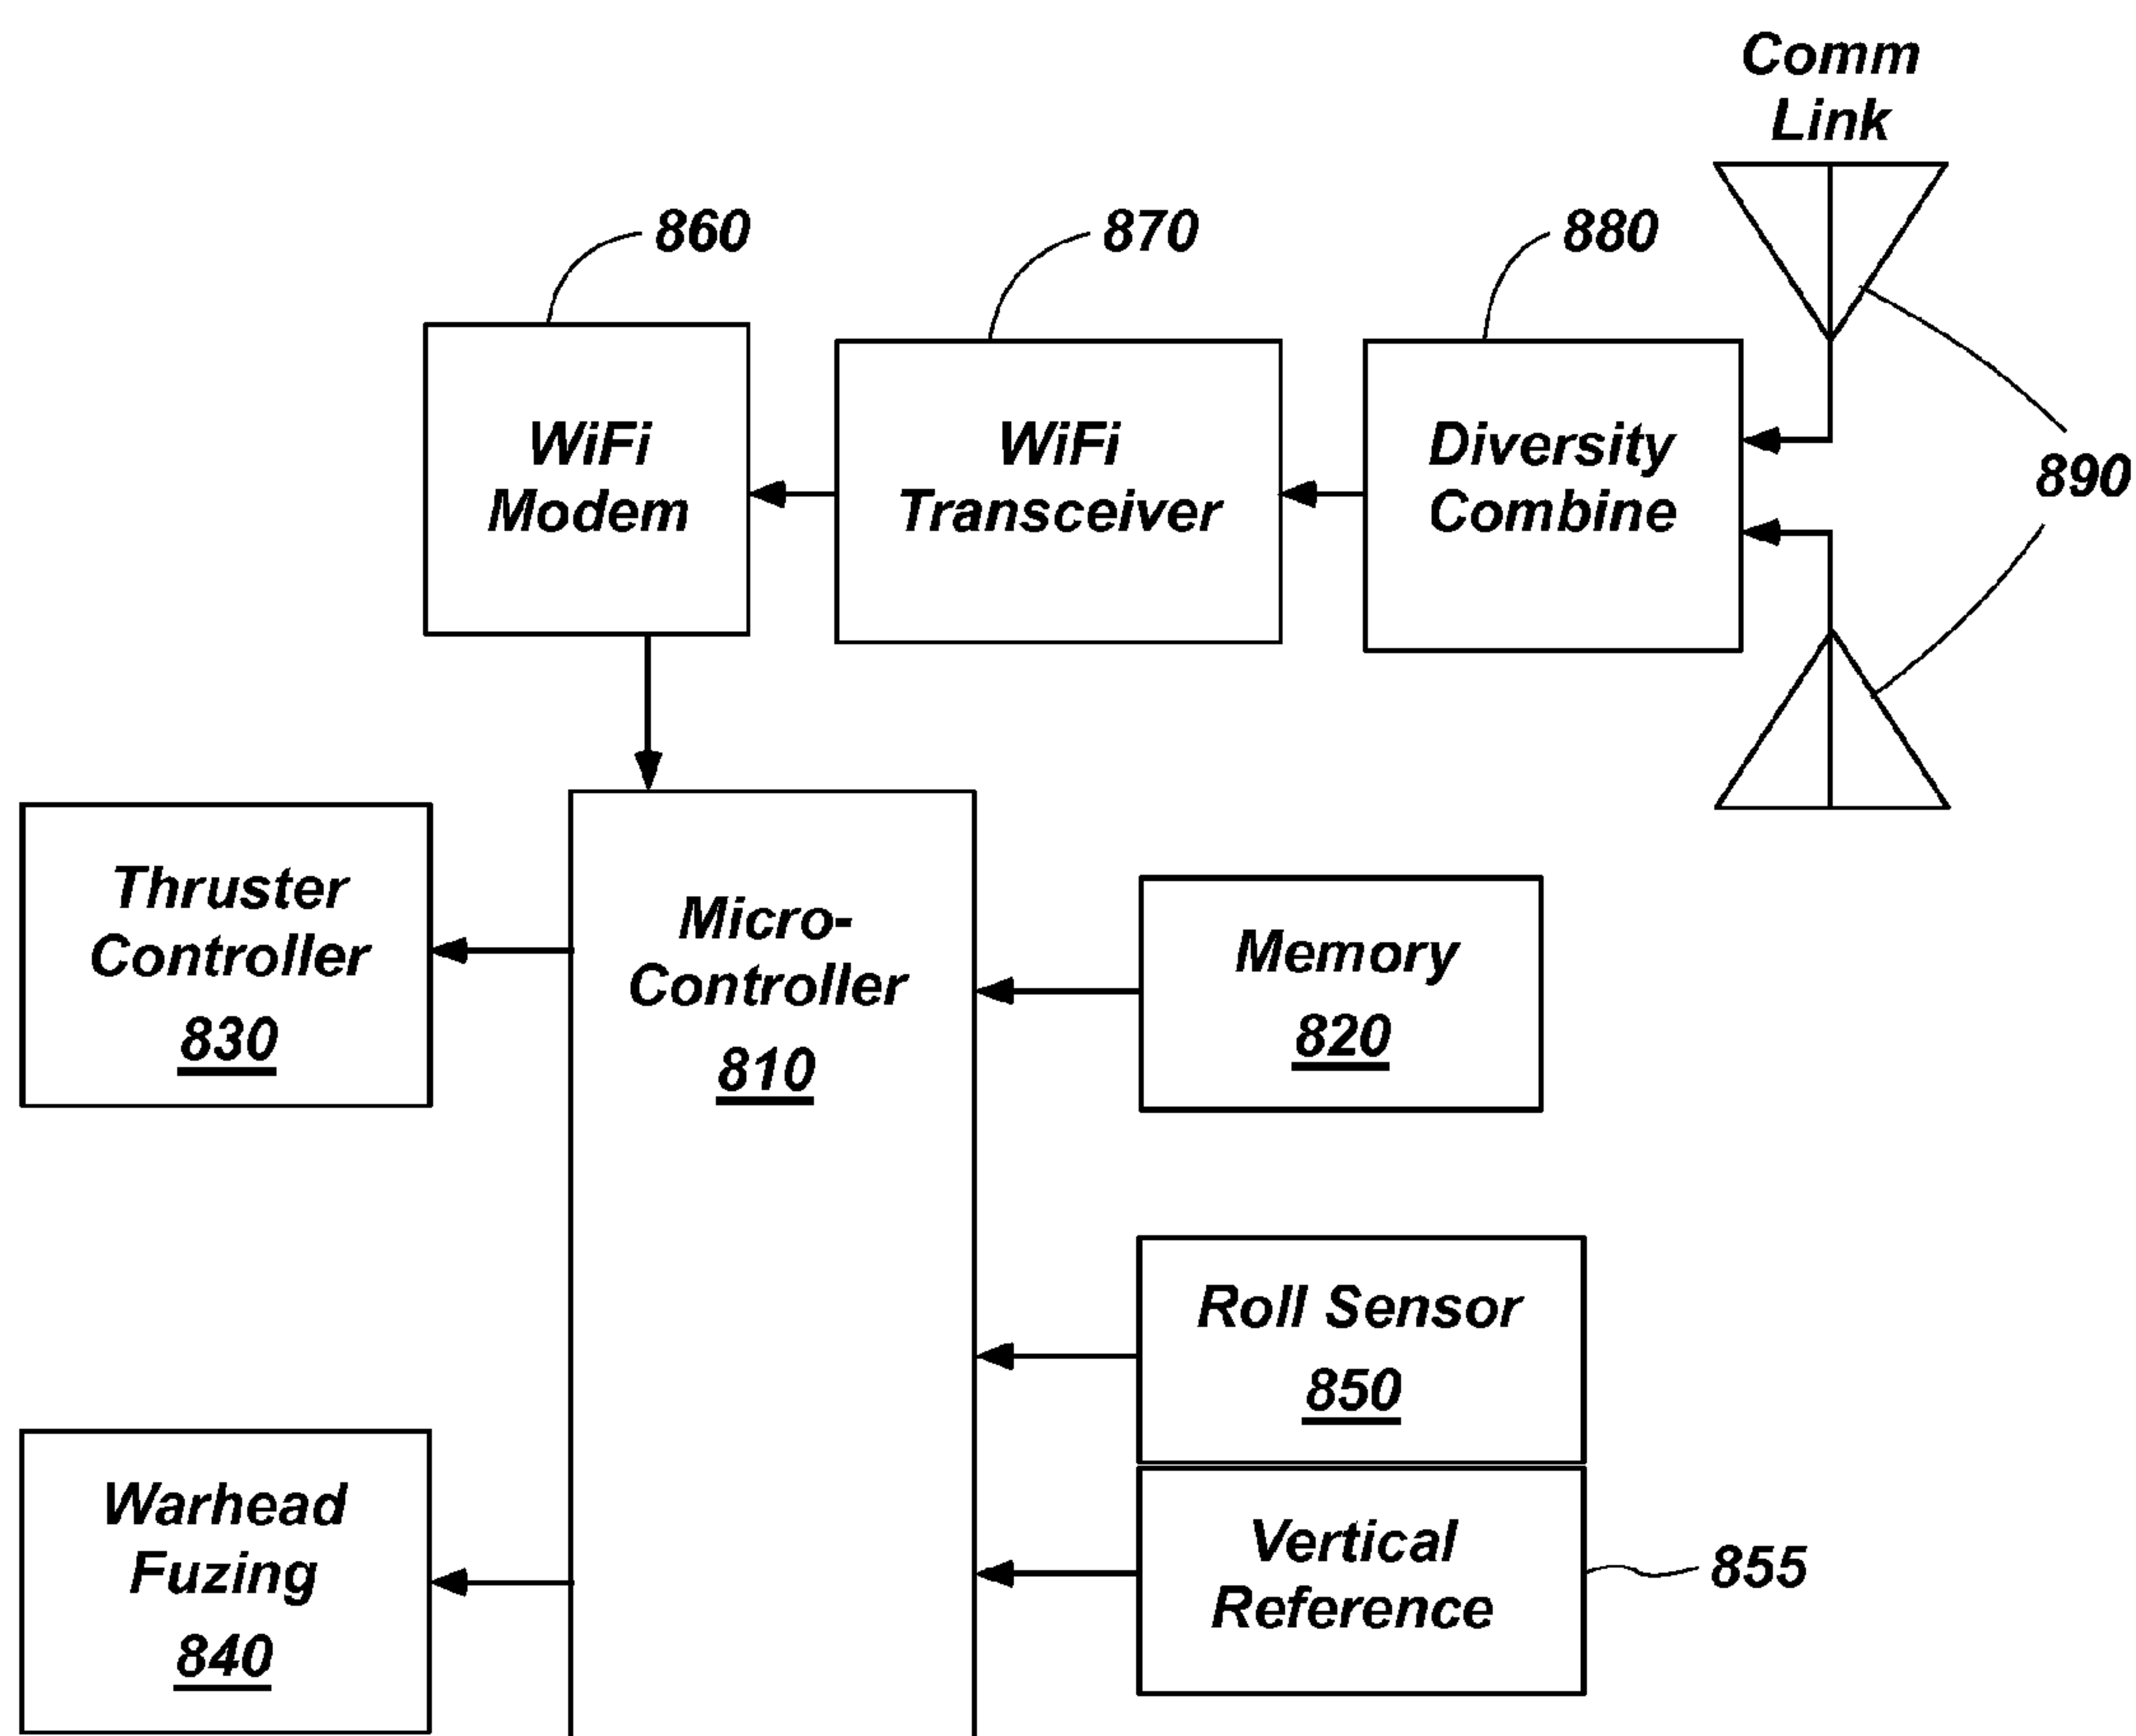 Comm
Link
860
870
880
WiFi
Modem
WiFi
Transceiver
Diversity
Combine
890
Thruster
Controller
830
Micro-
Controller
810
Memory
820
Roll Sensor
850
Warhead
Fuzing
840
Vertical
Reference
855